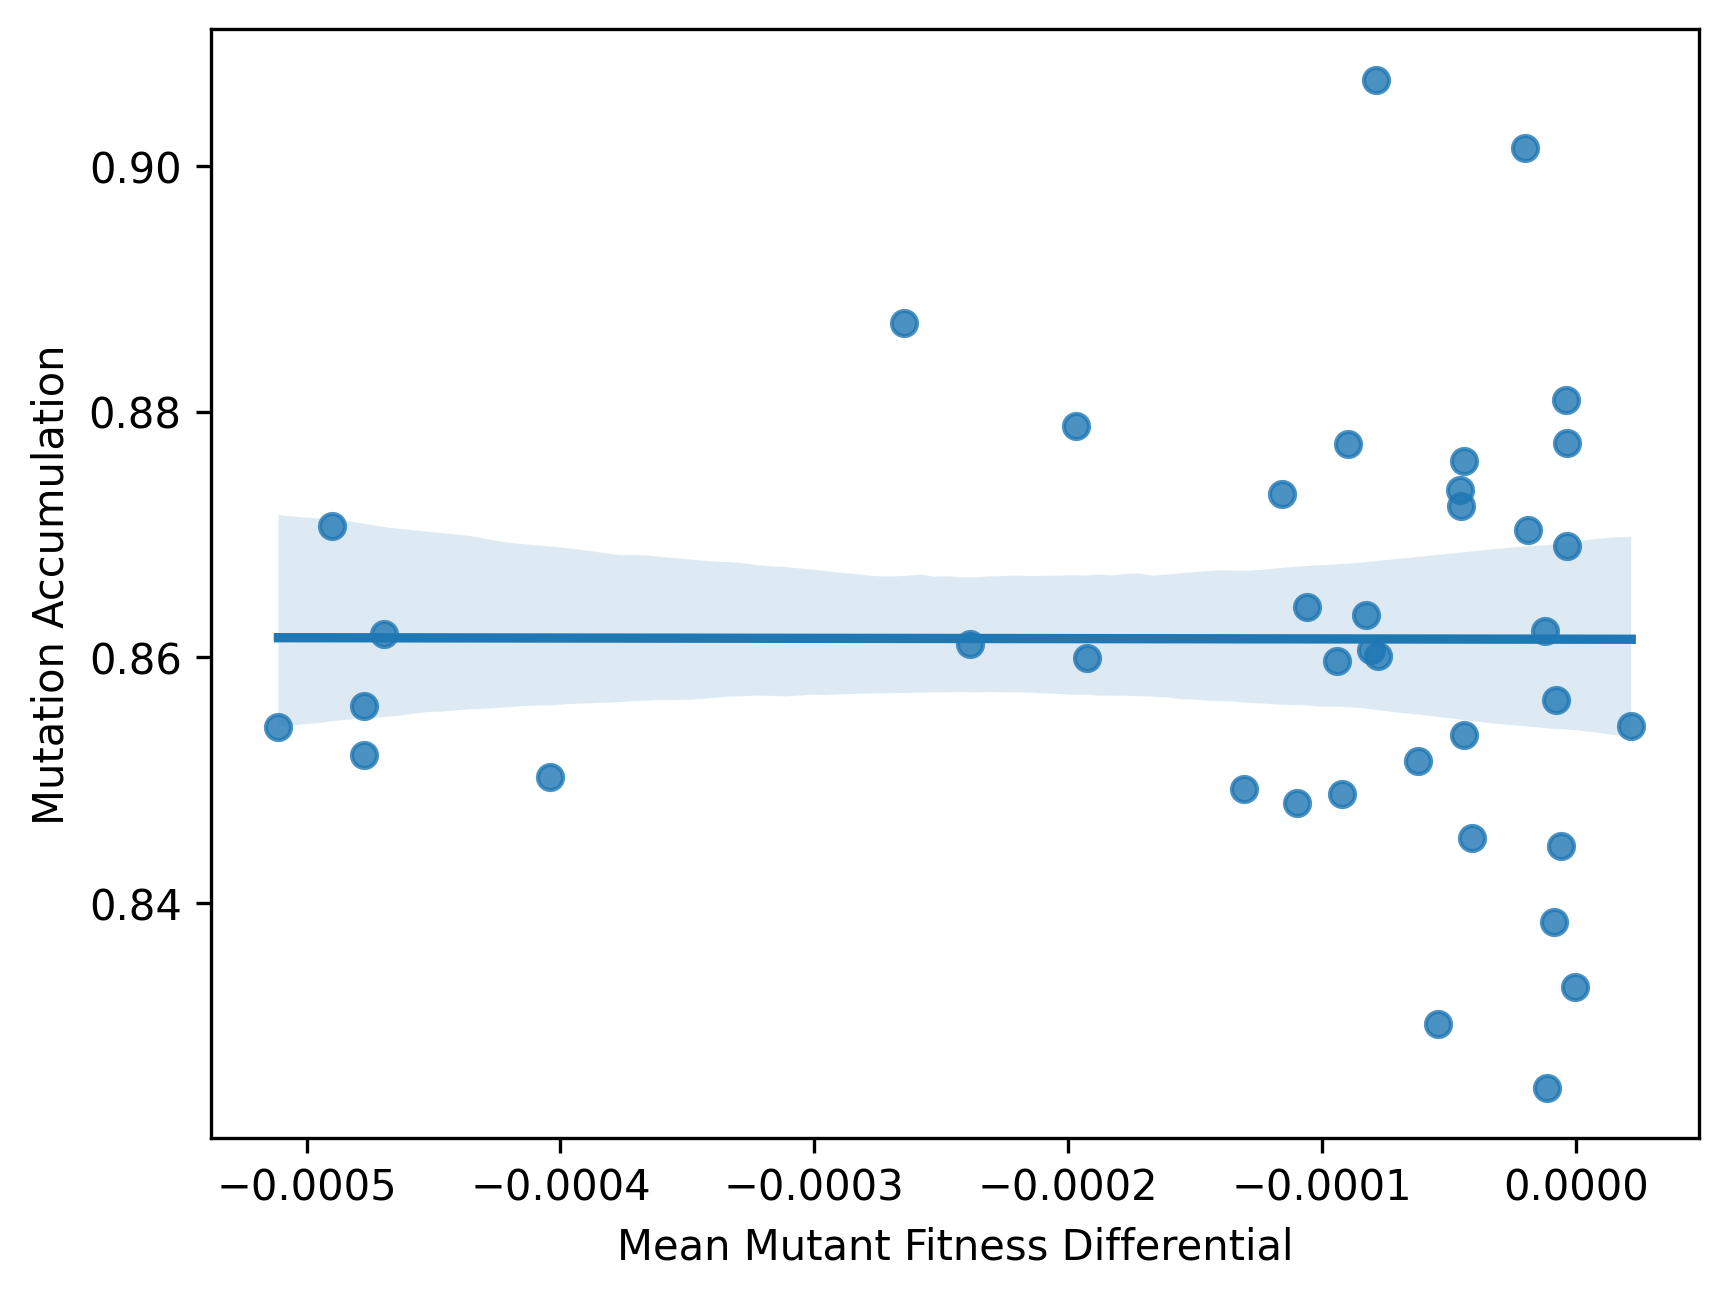 0.90
0.88
0.86
0.84
Mutation Accumulation
−0.0005 −0.0004 −0.0003 −0.0002 −0.0001 0.0000
Mean Mutant Fitness Differential